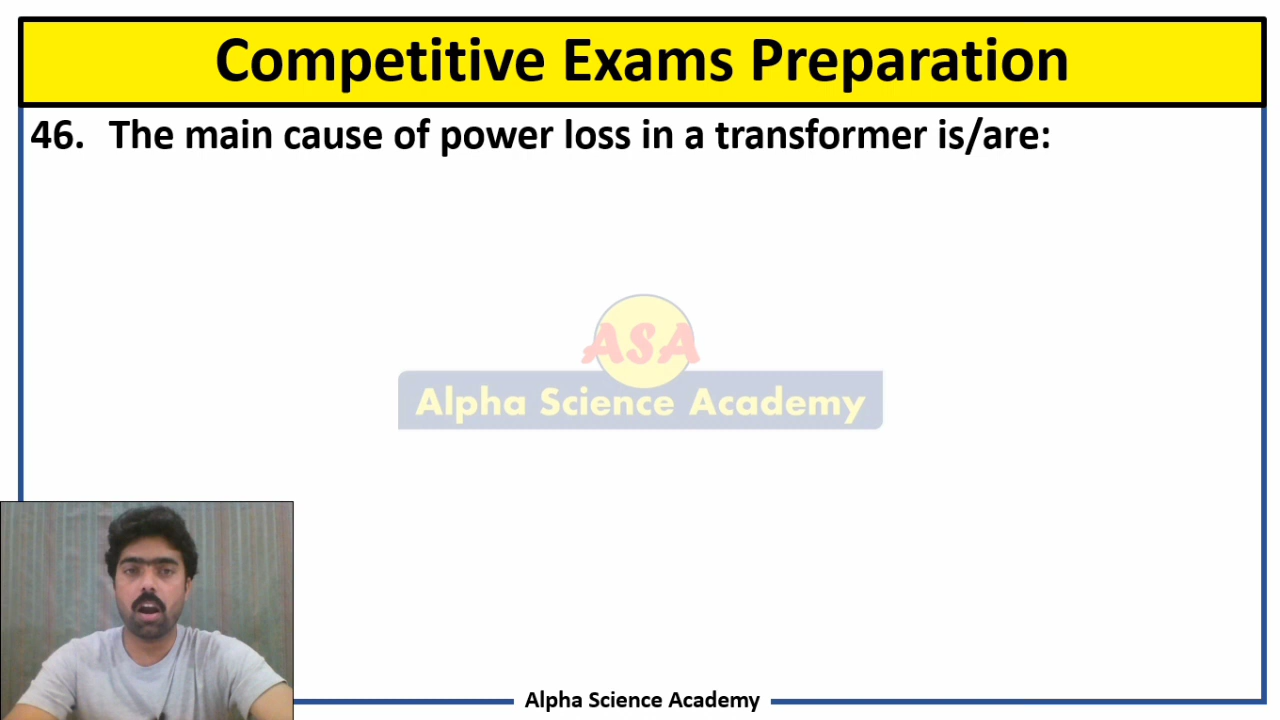 Competitive Exams Preparation
46. The main cause of power loss in a transformer is/are:
ASA
Alpha Science Academy
Alpha Science Academy